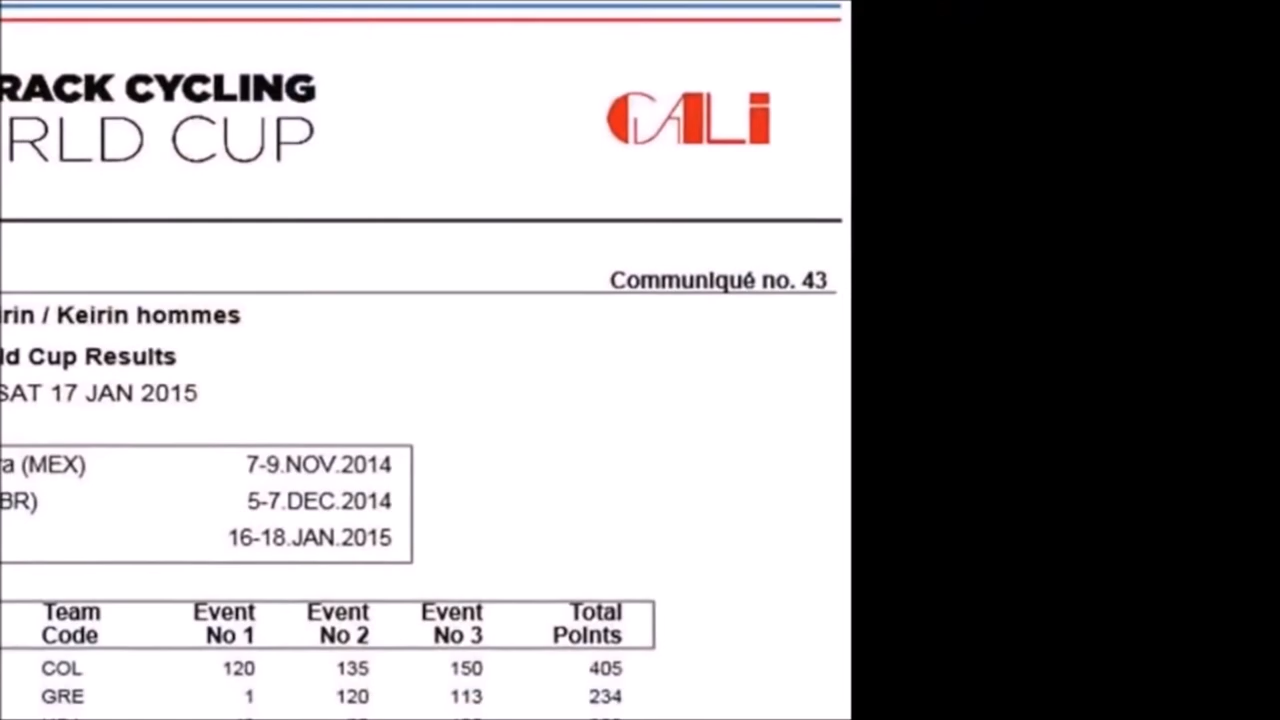 RACK CYCLING
RLD CUP
CALi
Communiqué no. 43
irin / Keirin hommes
ld Cup Results
SAT 17 JAN 2015
ra (MEX) 7-9.NOV.2014
BR) 5-7.DEC.2014
16-18.JAN.2015
Team Code Event No 1 Event No 2 Event No 3 Total Points
COL 120 135 150 405
GRE 1 120 113 234